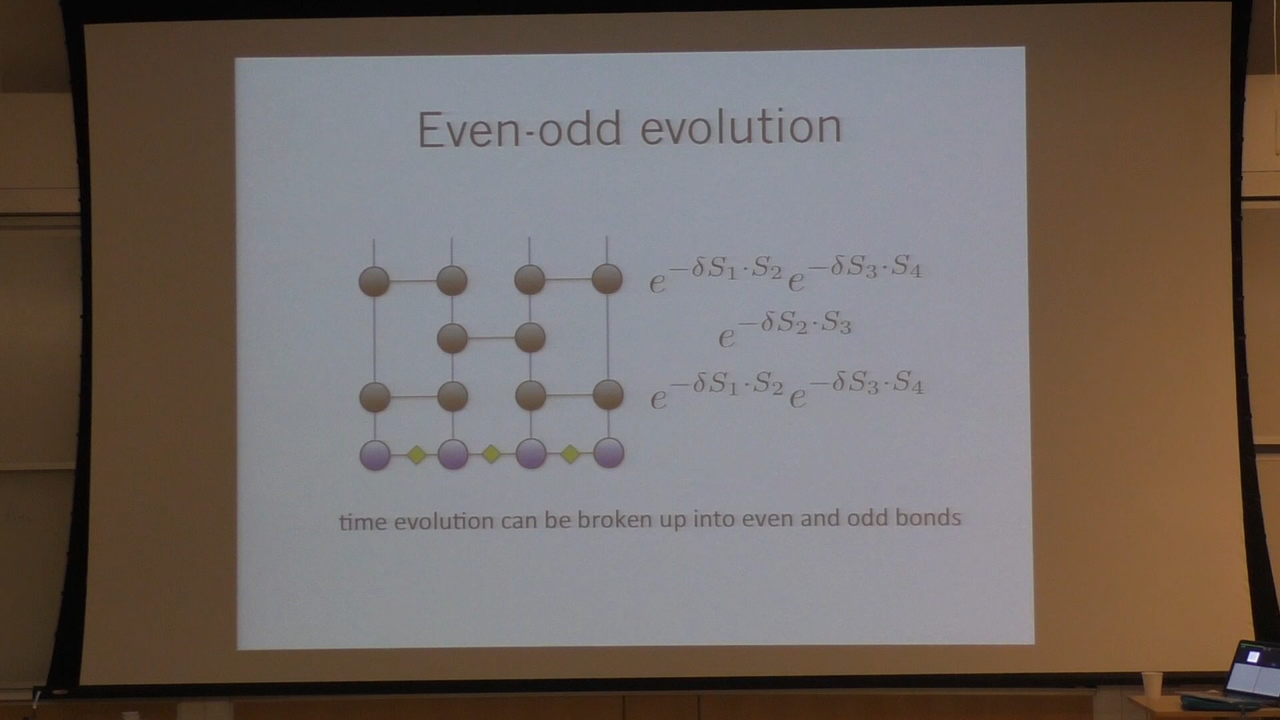 Even-odd evolution
e^{-δS_1·S_2} e^{-δS_3·S_4}
e^{-δS_2·S_3}
e^{-δS_1·S_2} e^{-δS_3·S_4}
time evolution can be broken up into even and odd bonds